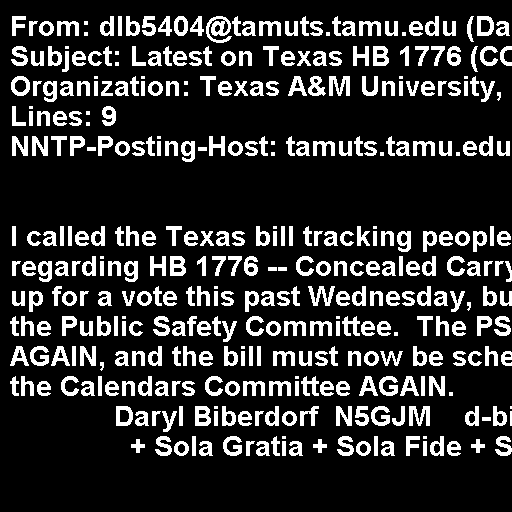 From: dlb5404@tamuts.tamu.edu (Da
Subject: Latest on Texas HB 1776 (CC
Organization: Texas A&M University,
Lines: 9
NNTP-Posting-Host: tamuts.tamu.edu
I called the Texas bill tracking people
regarding HB 1776 -- Concealed Carry
up for a vote this past Wednesday, bu
the Public Safety Committee.  The PS
AGAIN, and the bill must now be sche
the Calendars Committee AGAIN.
Daryl Biberdorf  N5GJM    d-bi
+ Sola Gratia + Sola Fide + S